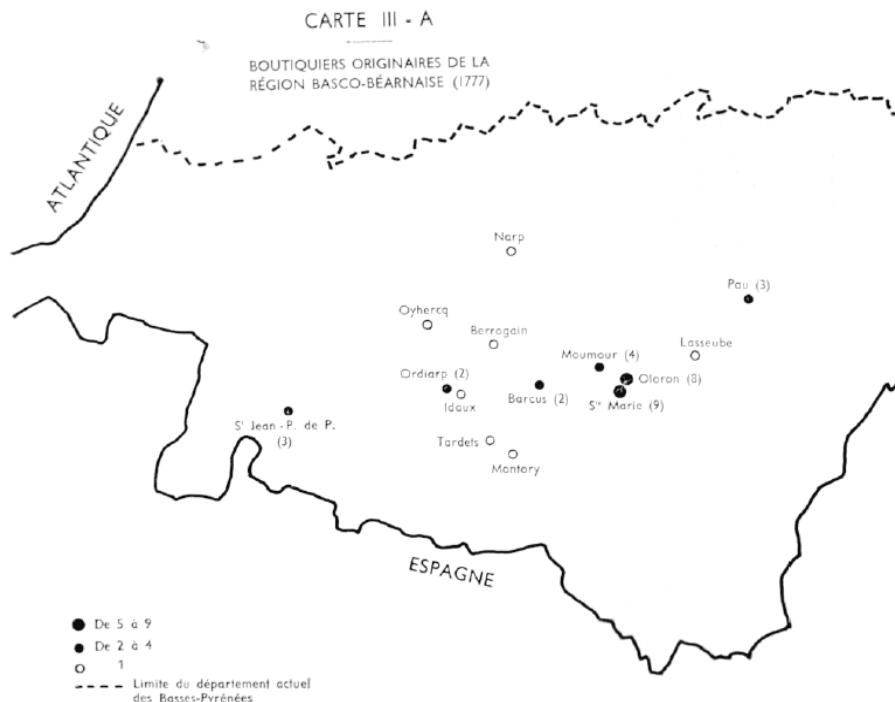 CARTE III - A
BOUTIQUIERS ORIGINAIRES DE LA
RÉGION BASCO-BÉARNAISE (1777)
ATLANTIQUE
Narp
Pau (3)
Oyhercq
Berrogain
Lasseube
Moumour (4)
Ordiarp (2)
Oloron (8)
Idaux
Barcus (2)
Ste Marie (9)
St Jean - P. de P.
(3)
Tardets
Montory
ESPAGNE
De 5 à 9
De 2 à 4
1
Limite du département actuel
des Basses-Pyrénées